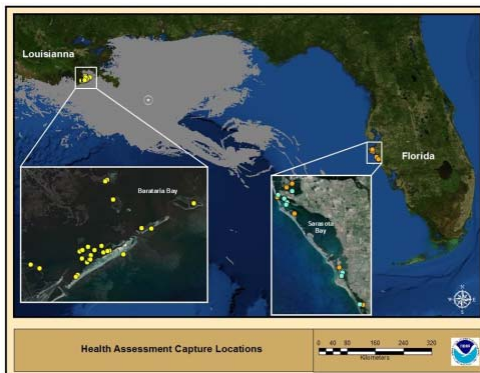 Louisianna
Florida
Barataria Bay
Sarasota
Bay
N
E
Health Assessment Capture Locations
0 40 80 160 240 320
Kilometers